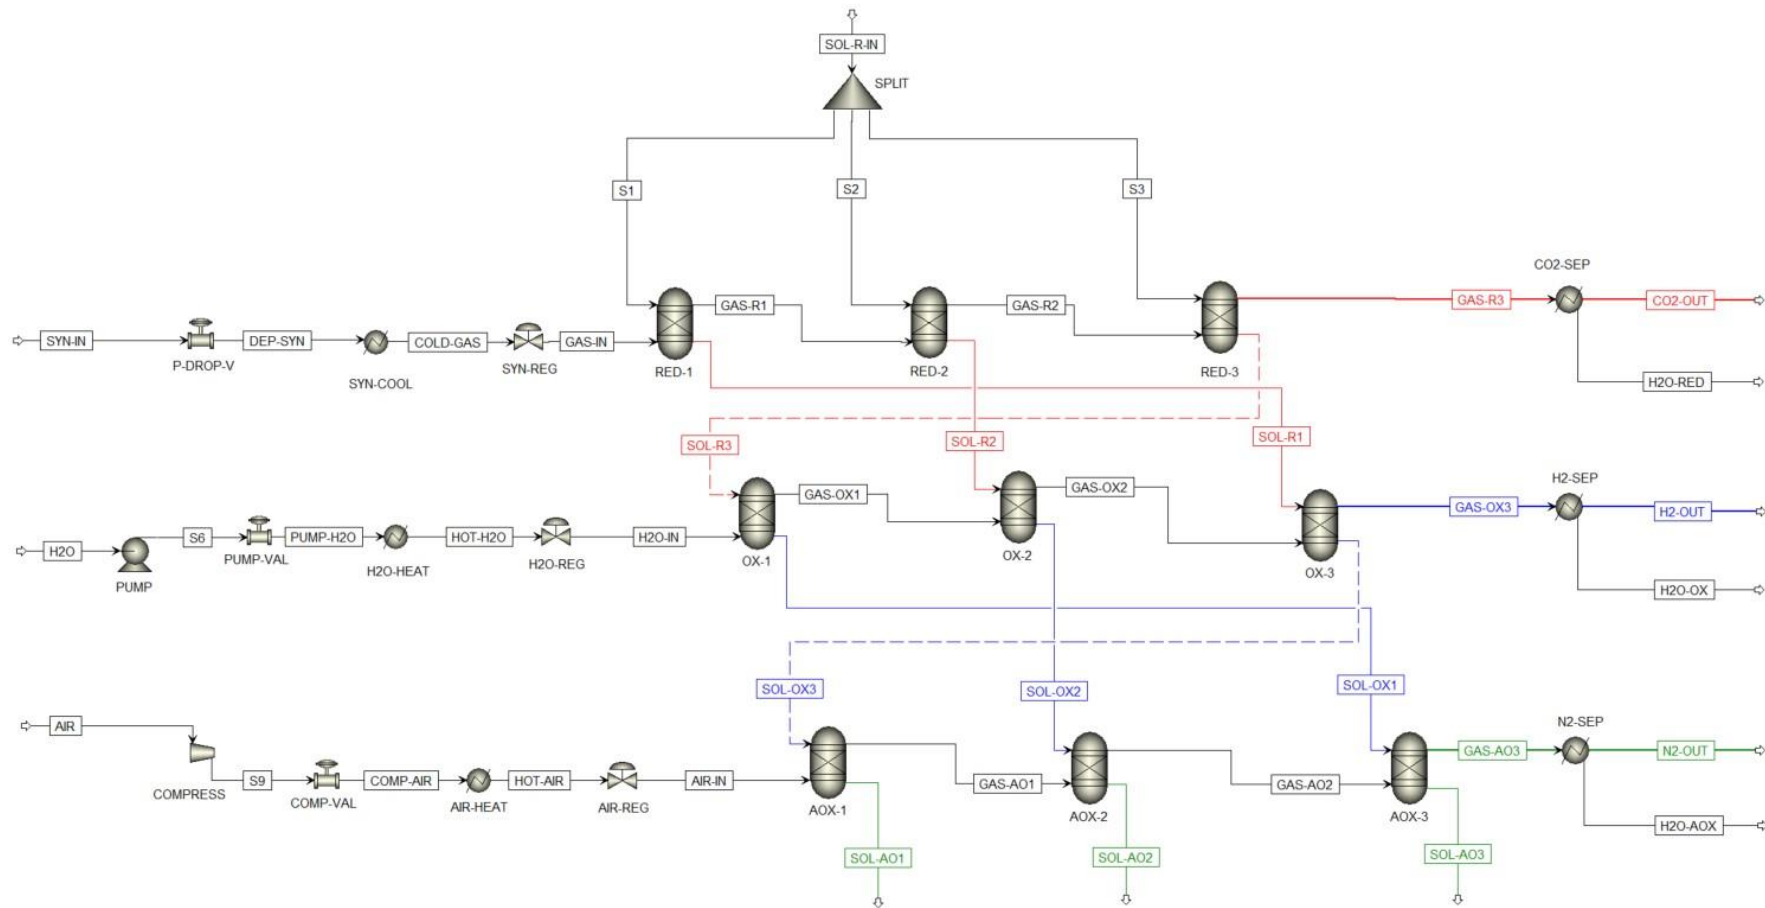 SOL-R-IN
SPLIT
S1
S2
S3
CO2-SEP
GAS-R1
GAS-R2
GAS-R3
CO2-OUT
SYN-IN
P-DROP-V
DEP-SYN
SYN-COOL
COLD-GAS
SYN-REG
GAS-IN
RED-1
RED-2
RED-3
H2O-RED
SOL-R3
SOL-R2
SOL-R1
H2-SEP
GAS-OX1
GAS-OX2
GAS-OX3
H2-OUT
H2O
PUMP
S6
PUMP-VAL
PUMP-H2O
H2O-HEAT
HOT-H2O
H2O-REG
H2O-IN
OX-1
OX-2
OX-3
H2O-OX
SOL-OX3
SOL-OX2
SOL-OX1
N2-SEP
AIR
COMPRESS
S9
COMP-VAL
COMP-AIR
AIR-HEAT
HOT-AIR
AIR-REG
AIR-IN
AOX-1
GAS-AO1
AOX-2
GAS-AO2
AOX-3
GAS-AO3
N2-OUT
H2O-AOX
SOL-AO1
SOL-AO2
SOL-AO3